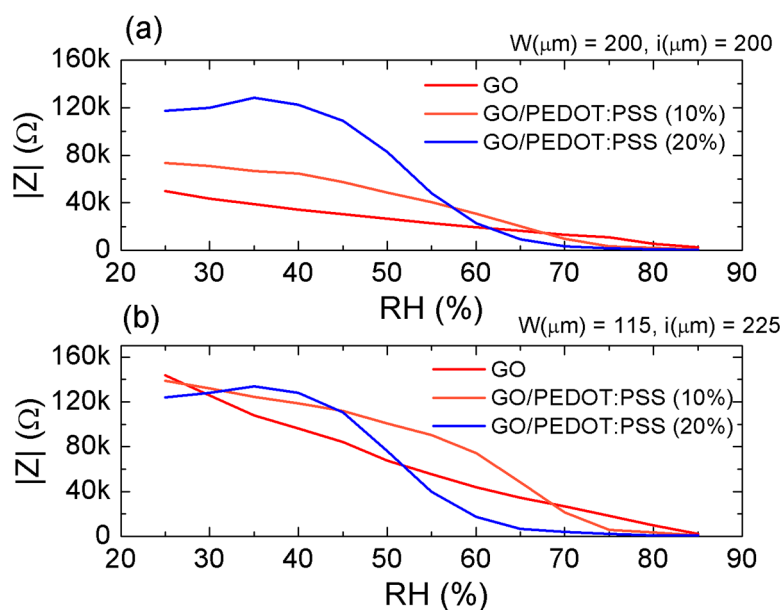 (a)
W(μm) = 200, i(μm) = 200
160k
120k
80k
40k
0
|Z| (Ω)
GO
GO/PEDOT:PSS (10%)
GO/PEDOT:PSS (20%)
20 30 40 50 60 70 80 90
RH (%)
(b)
W(μm) = 115, i(μm) = 225
160k
120k
80k
40k
0
|Z| (Ω)
GO
GO/PEDOT:PSS (10%)
GO/PEDOT:PSS (20%)
20 30 40 50 60 70 80 90
RH (%)